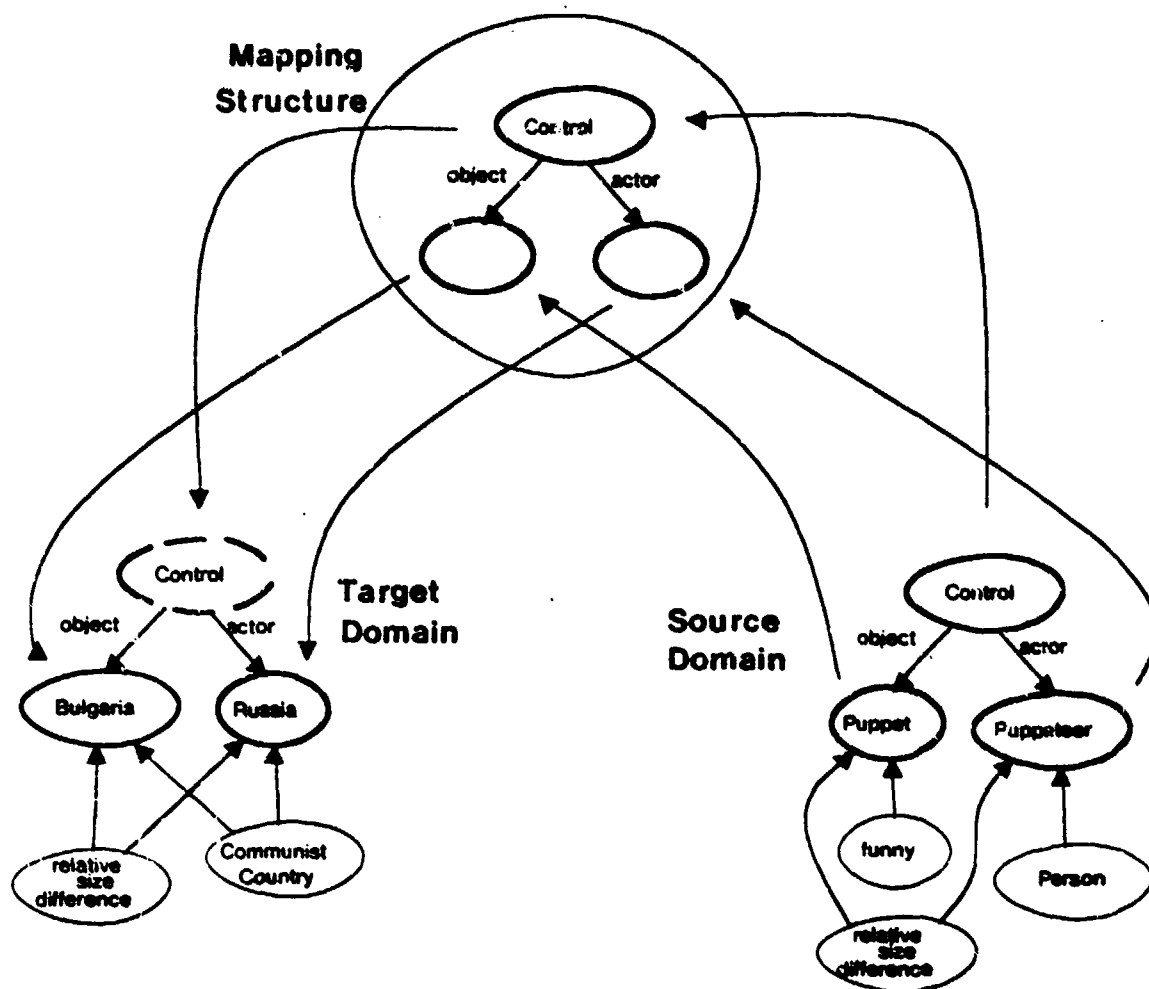 Mapping
Structure
Control
object
actor
Control
object
actor
Bulgaria
Russia
relative
size
difference
Communist
Country
Target
Domain
Source
Domain
Control
object
actor
Puppet
Puppeteer
funny
Person
relative
size
difference